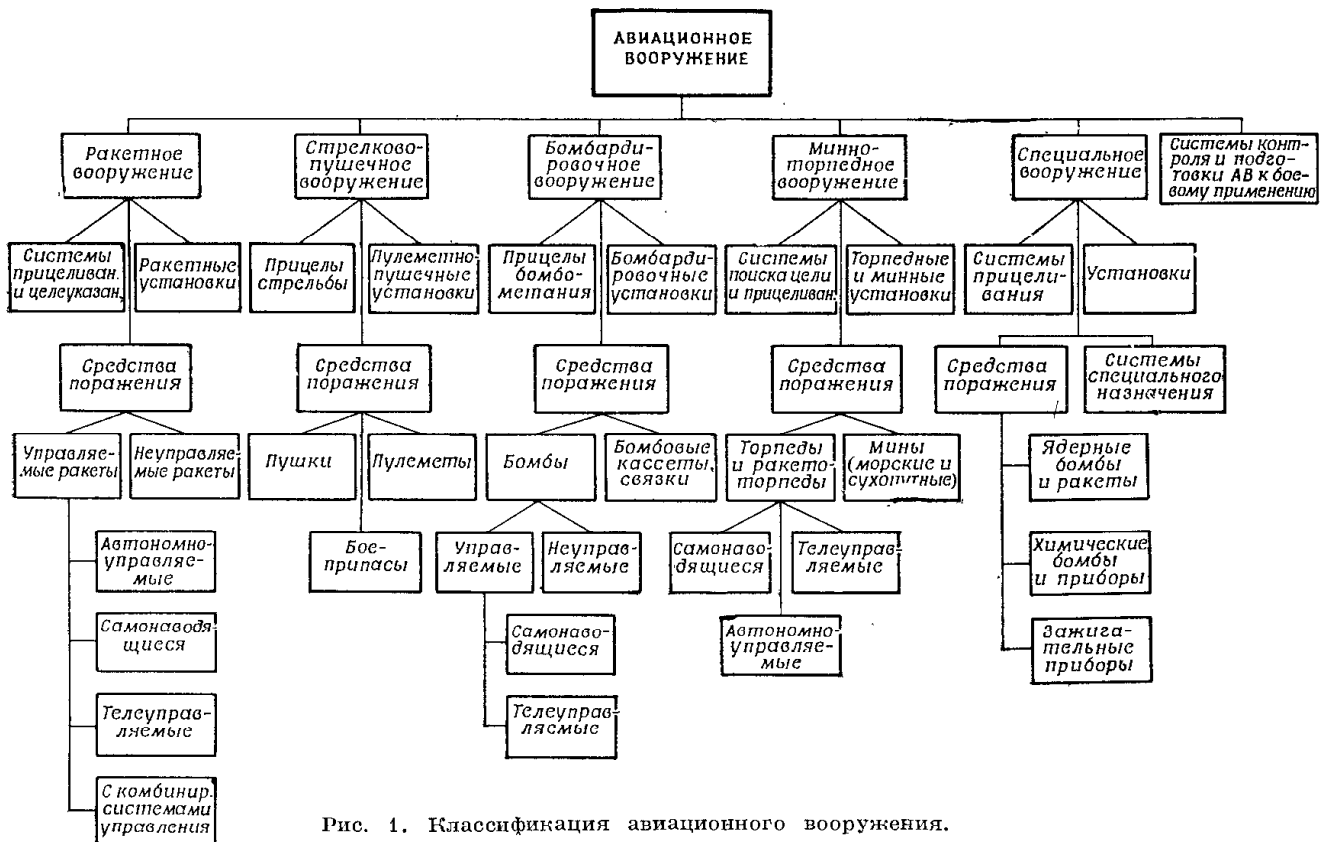 АВИАЦИОННОЕ
ВООРУЖЕНИЕ
Ракетное
вооружение
Стрелково-
пушечное
вооружение
Бомбарди-
ровочное
вооружение
Минно-
торпедное
вооружение
Специальное
вооружение
Системы конт-
роля и подго-
товки АВ к бое-
вому применению
Системы
прицеливан.
и целеуказан.
Ракетные
установки
Прицелы
стрельбы
Пулеметно-
пушечные
установки
Прицелы
бомбо-
метания
Бомбарди-
ровочные
установки
Системы
поиска цели
и прицеливан.
Торпедные
и минные
установки
Системы
прицели-
вания
Установки
Средства
поражения
Средства
поражения
Средства
поражения
Средства
поражения
Средства
поражения
Системы
специального
назначения
Управляе-
мые ракеты
Неуправляе-
мые ракеты
Пушки
Пулеметы
Бомбы
Бомбовые
кассеты,
связки
Торпеды
и ракето-
торпеды
Мины
(морские и
сухопутные)
Ядерные
бомбы
и ракеты
Автономно-
управляе-
мые
Бое-
припасы
Управ-
ляемые
Неуправ-
ляемые
Самонаво-
дящиеся
Телеуправ-
ляемые
Химические
бомбы
и приборы
Самонаводя-
щиеся
Самонаво-
дящиеся
Автономно-
управляе-
мые
Зажига-
тельные
приборы
Телеуправ-
ляемые
Телеуправ-
ляемые
С комбинир.
системами
управления
Рис. 1. Классификация авиационного вооружения.